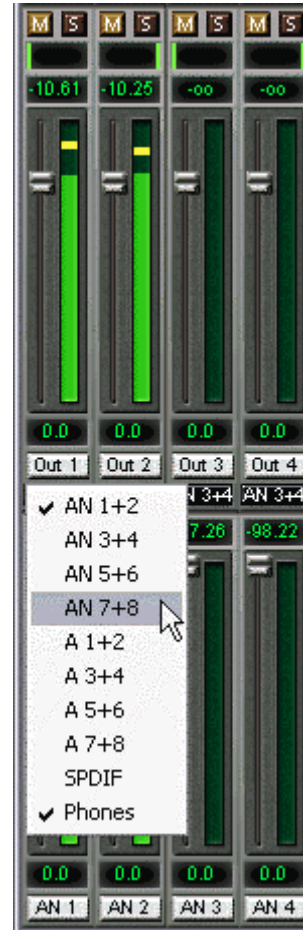 M S M S M S M S
-10.61 -10.25 -oo -oo
0.0 0.0 0.0 0.0
Out 1 Out 2 Out 3 Out 4
N 3+4 AN 3+4
7.26 -98.22
AN 1+2
AN 3+4
AN 5+6
AN 7+8
A 1+2
A 3+4
A 5+6
A 7+8
SPDIF
Phones
0.0 0.0 0.0 0.0
AN 1 AN 2 AN 3 AN 4